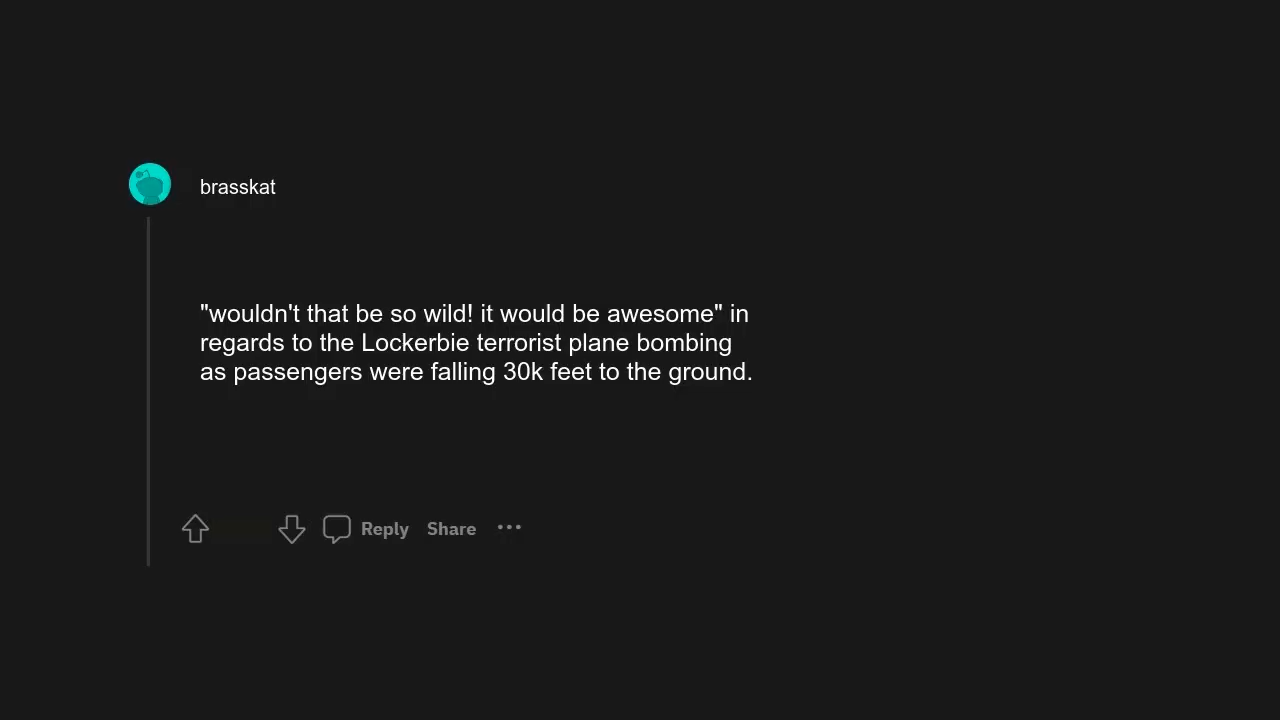 brasskat
"wouldn't that be so wild! it would be awesome" in
regards to the Lockerbie terrorist plane bombing
as passengers were falling 30k feet to the ground.
Reply Share